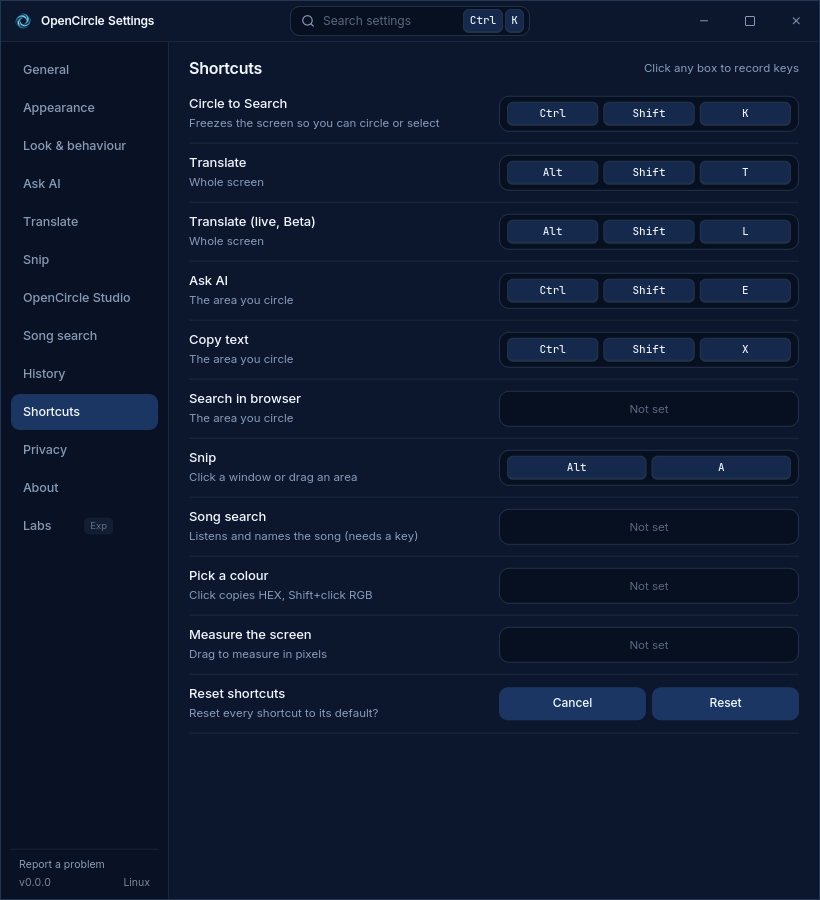 OpenCircle Settings
Search settings
Ctrl K
General
Appearance
Look & behaviour
Ask AI
Translate
Snip
OpenCircle Studio
Song search
History
Shortcuts
Privacy
About
Labs Exp
Report a problem
v0.0.0 Linux
Shortcuts
Click any box to record keys
Circle to Search
Freezes the screen so you can circle or select
Ctrl Shift K
Translate
Whole screen
Alt Shift T
Translate (live, Beta)
Whole screen
Alt Shift L
Ask AI
The area you circle
Ctrl Shift E
Copy text
The area you circle
Ctrl Shift X
Search in browser
The area you circle
Not set
Snip
Click a window or drag an area
Alt A
Song search
Listens and names the song (needs a key)
Not set
Pick a colour
Click copies HEX, Shift+click RGB
Not set
Measure the screen
Drag to measure in pixels
Not set
Reset shortcuts
Reset every shortcut to its default?
Cancel Reset